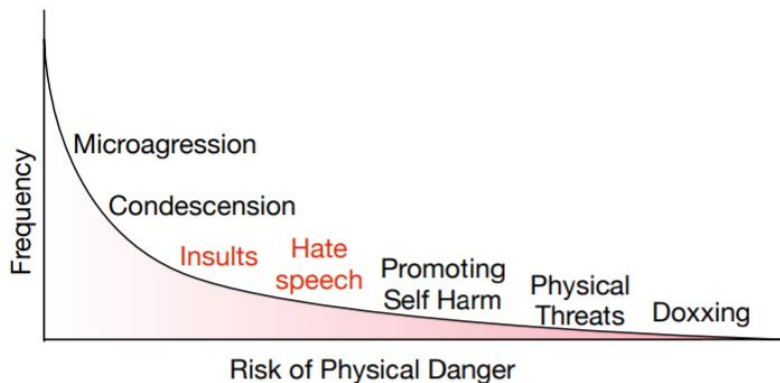 Frequency
Microagression
Condescension
Insults
Hate
speech
Promoting
Self Harm
Physical
Threats
Doxxing
Risk of Physical Danger